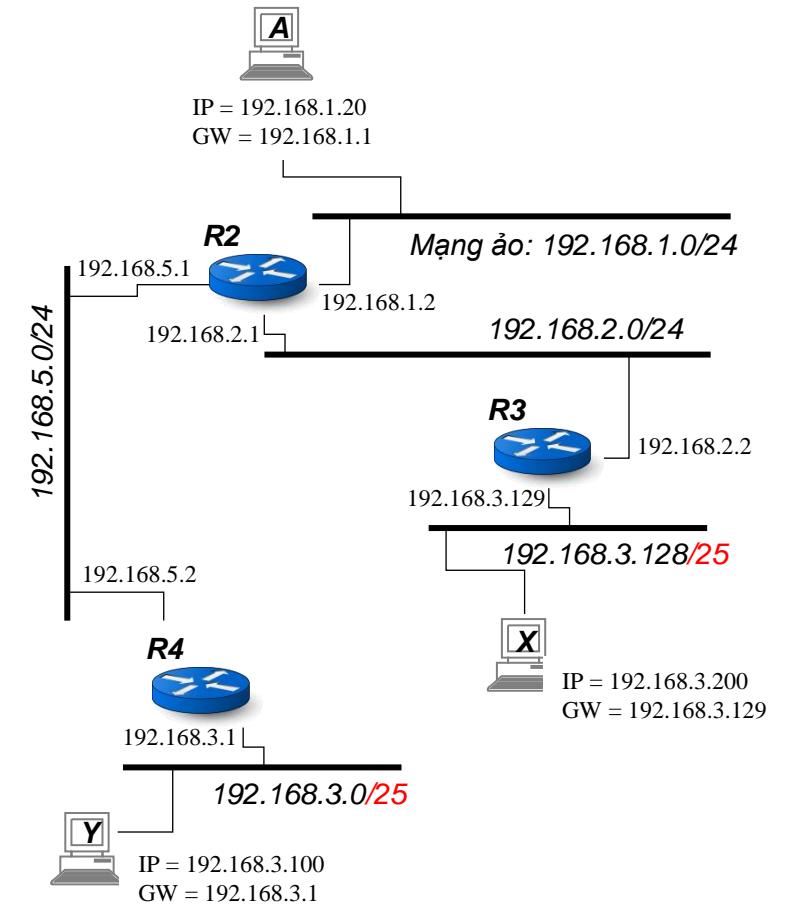 A
IP = 192.168.1.20
GW = 192.168.1.1
R2
Mạng ảo: 192.168.1.0/24
192.168.5.1
192.168.1.2
192.168.2.1
192.168.2.0/24
192.168.5.0/24
R3
192.168.2.2
192.168.3.129
192.168.3.128/25
192.168.5.2
X
R4
IP = 192.168.3.200
GW = 192.168.3.129
192.168.3.1
192.168.3.0/25
Y
IP = 192.168.3.100
GW = 192.168.3.1